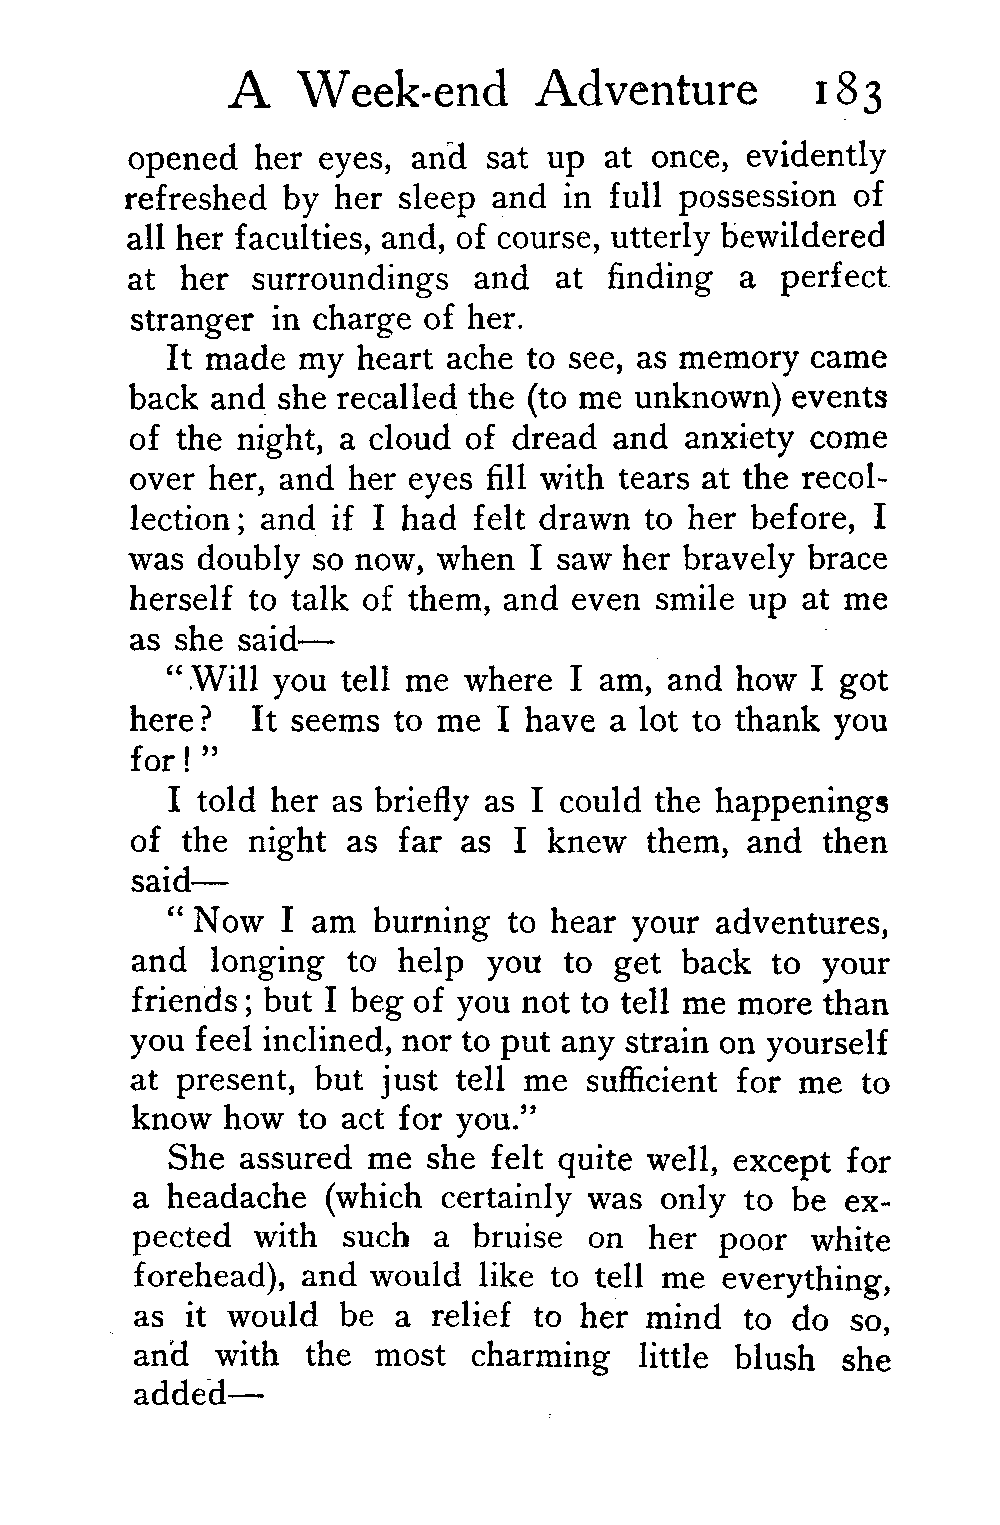 A Week-end Adventure 183
opened her eyes, and sat up at once, evidently
refreshed by her sleep and in full possession of
all her faculties, and, of course, utterly bewildered
at her surroundings and at finding a perfect
stranger in charge of her.
It made my heart ache to see, as memory came
back and she recalled the (to me unknown) events
of the night, a cloud of dread and anxiety come
over her, and her eyes fill with tears at the recol-
lection; and if I had felt drawn to her before, I
was doubly so now, when I saw her bravely brace
herself to talk of them, and even smile up at me
as she said—
“Will you tell me where I am, and how I got
here? It seems to me I have a lot to thank you
for!”
I told her as briefly as I could the happenings
of the night as far as I knew them, and then
said—
“Now I am burning to hear your adventures,
and longing to help you to get back to your
friends; but I beg of you not to tell me more than
you feel inclined, nor to put any strain on yourself
at present, but just tell me sufficient for me to
know how to act for you.”
She assured me she felt quite well, except for
a headache (which certainly was only to be ex-
pected with such a bruise on her poor white
forehead), and would like to tell me everything,
as it would be a relief to her mind to do so,
and with the most charming little blush she
added—